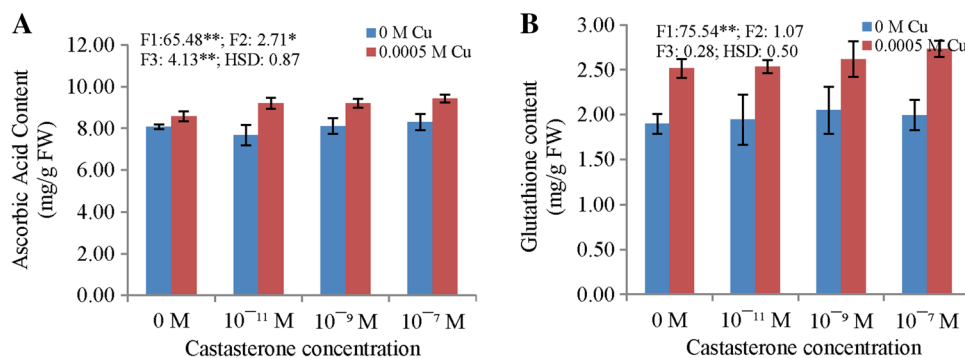 A
F1:65.48**; F2: 2.71*
F3: 4.13**; HSD: 0.87
0 M Cu
0.0005 M Cu
Ascorbic Acid Content
(mg/g FW)
12.00
10.00
8.00
6.00
4.00
2.00
0.00
0 M
10⁻¹¹ M
10⁻⁹ M
10⁻⁷ M
Castasterone concentration
B
F1:75.54**; F2: 1.07
F3: 0.28; HSD: 0.50
0 M Cu
0.0005 M Cu
Glutathione content
mg/g FW)
3.00
2.50
2.00
1.50
1.00
0.50
0.00
0 M
10⁻¹¹ M
10⁻⁹ M
10⁻⁷ M
Castasterone concentration